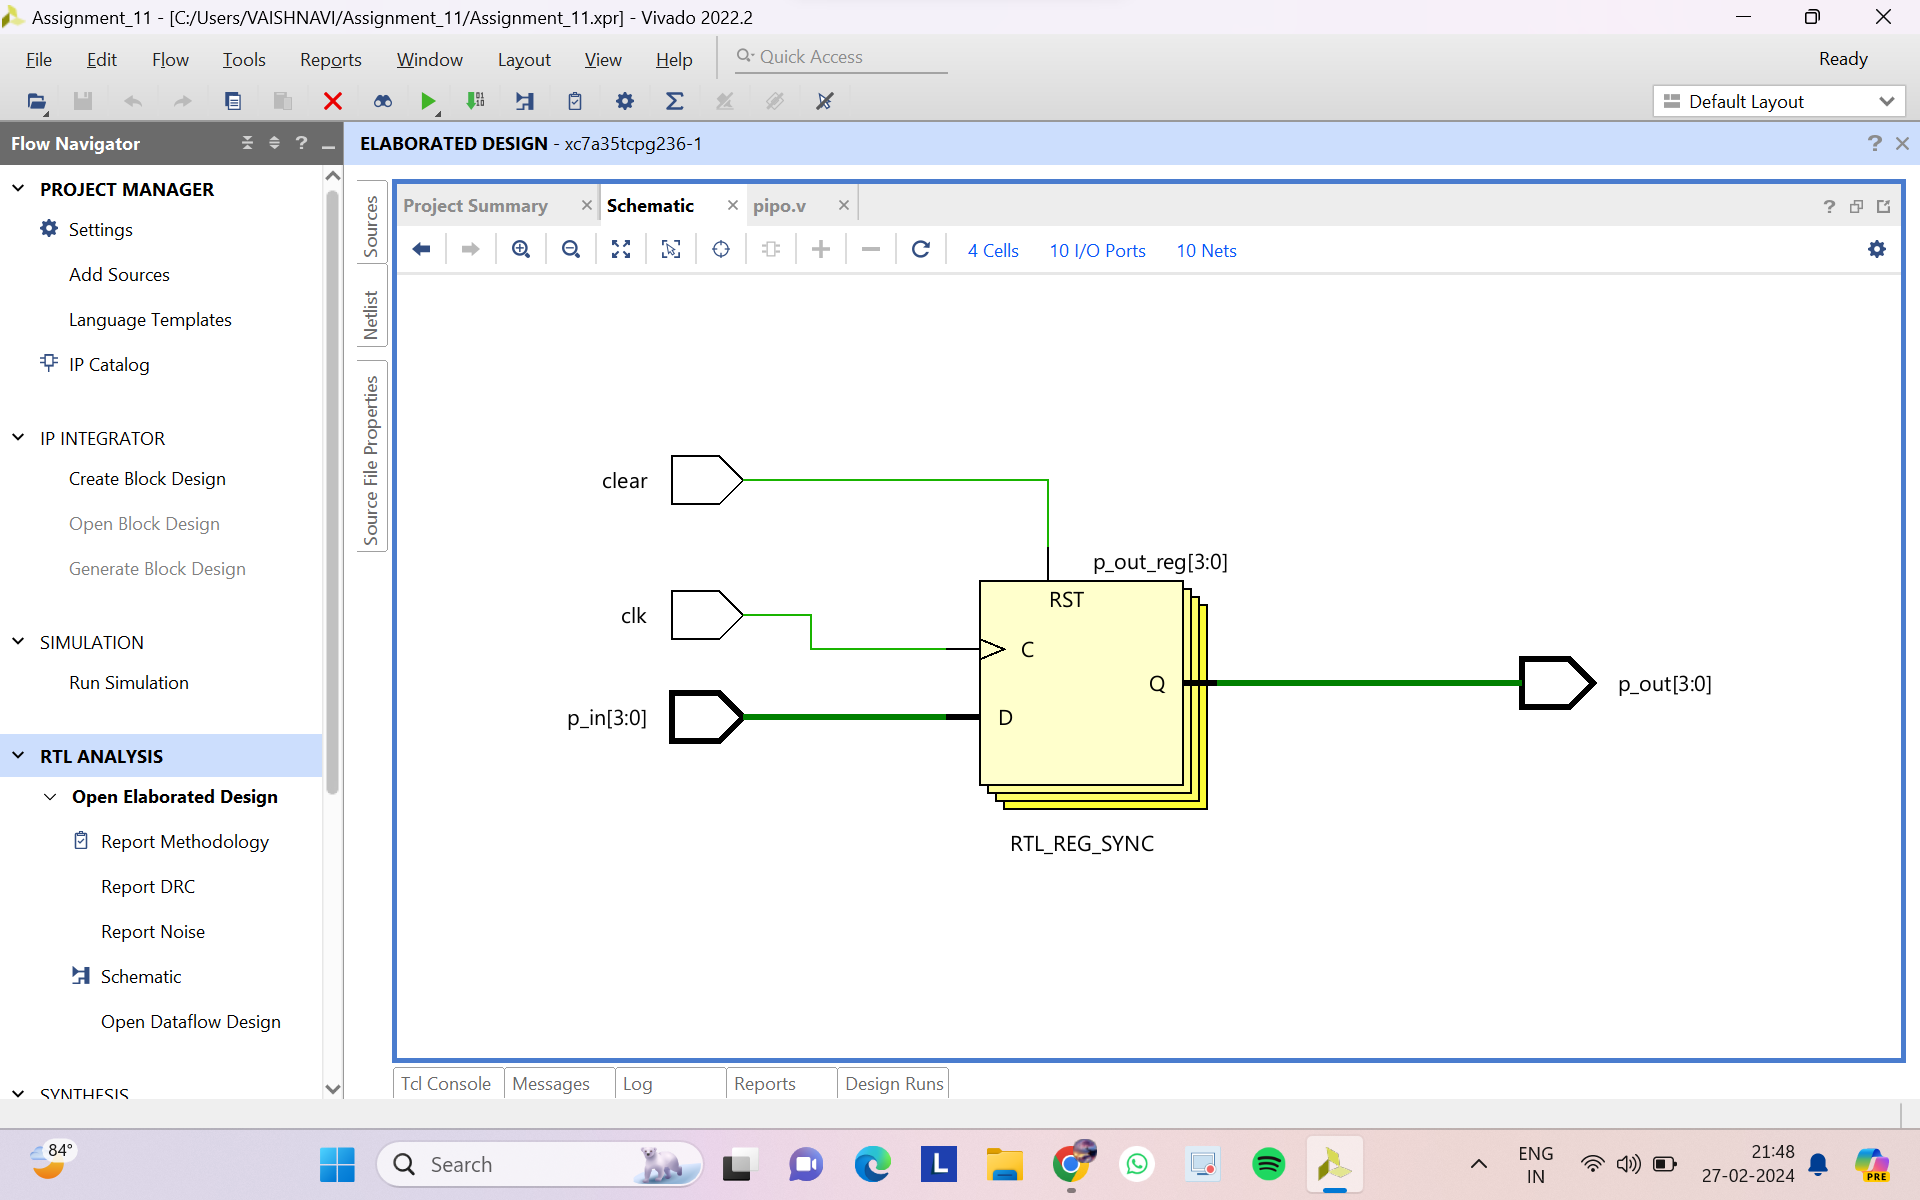 Assignment_11 - [C:/Users/VAISHNAVI/Assignment_11/Assignment_11.xpr] - Vivado 2022.2
File Edit Flow Tools Reports Window Layout View Help Quick Access Ready
Default Layout
Flow Navigator
ELABORATED DESIGN - xc7a35tcpg236-1
PROJECT MANAGER
Settings
Add Sources
Language Templates
IP Catalog
IP INTEGRATOR
Create Block Design
Open Block Design
Generate Block Design
SIMULATION
Run Simulation
RTL ANALYSIS
Open Elaborated Design
Report Methodology
Report DRC
Report Noise
Schematic
Open Dataflow Design
SYNTHESIS
Sources
Netlist
Source File Properties
Project Summary Schematic pipo.v
4 Cells 10 I/O Ports 10 Nets
clear
p_out_reg[3:0]
RST
clk
C
Q
p_out[3:0]
p_in[3:0]
D
RTL_REG_SYNC
Tcl Console Messages Log Reports Design Runs
84°
Search
L
ENG
IN
21:48
27-02-2024
PRE